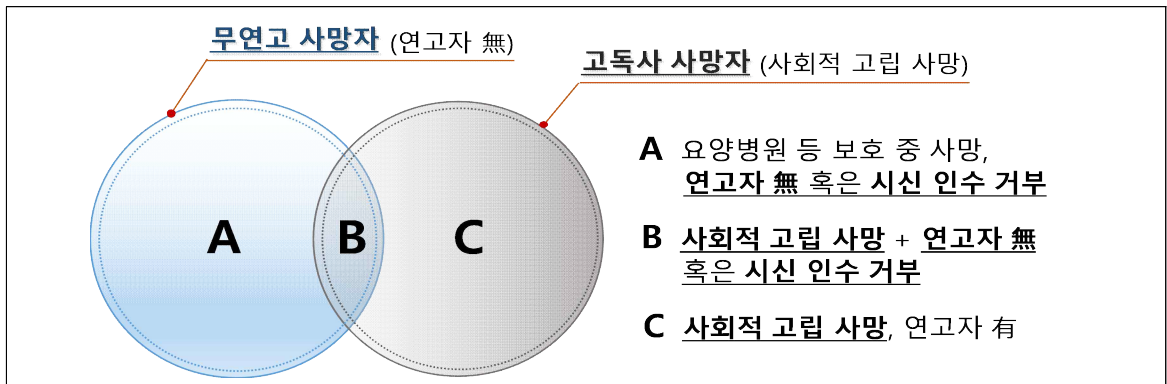 무연고 사망자 (연고자 無)
고독사 사망자 (사회적 고립 사망)
A B C
A 요양병원 등 보호 중 사망,
연고자 無 혹은 시신 인수 거부
B 사회적 고립 사망 + 연고자 無
혹은 시신 인수 거부
C 사회적 고립 사망, 연고자 有